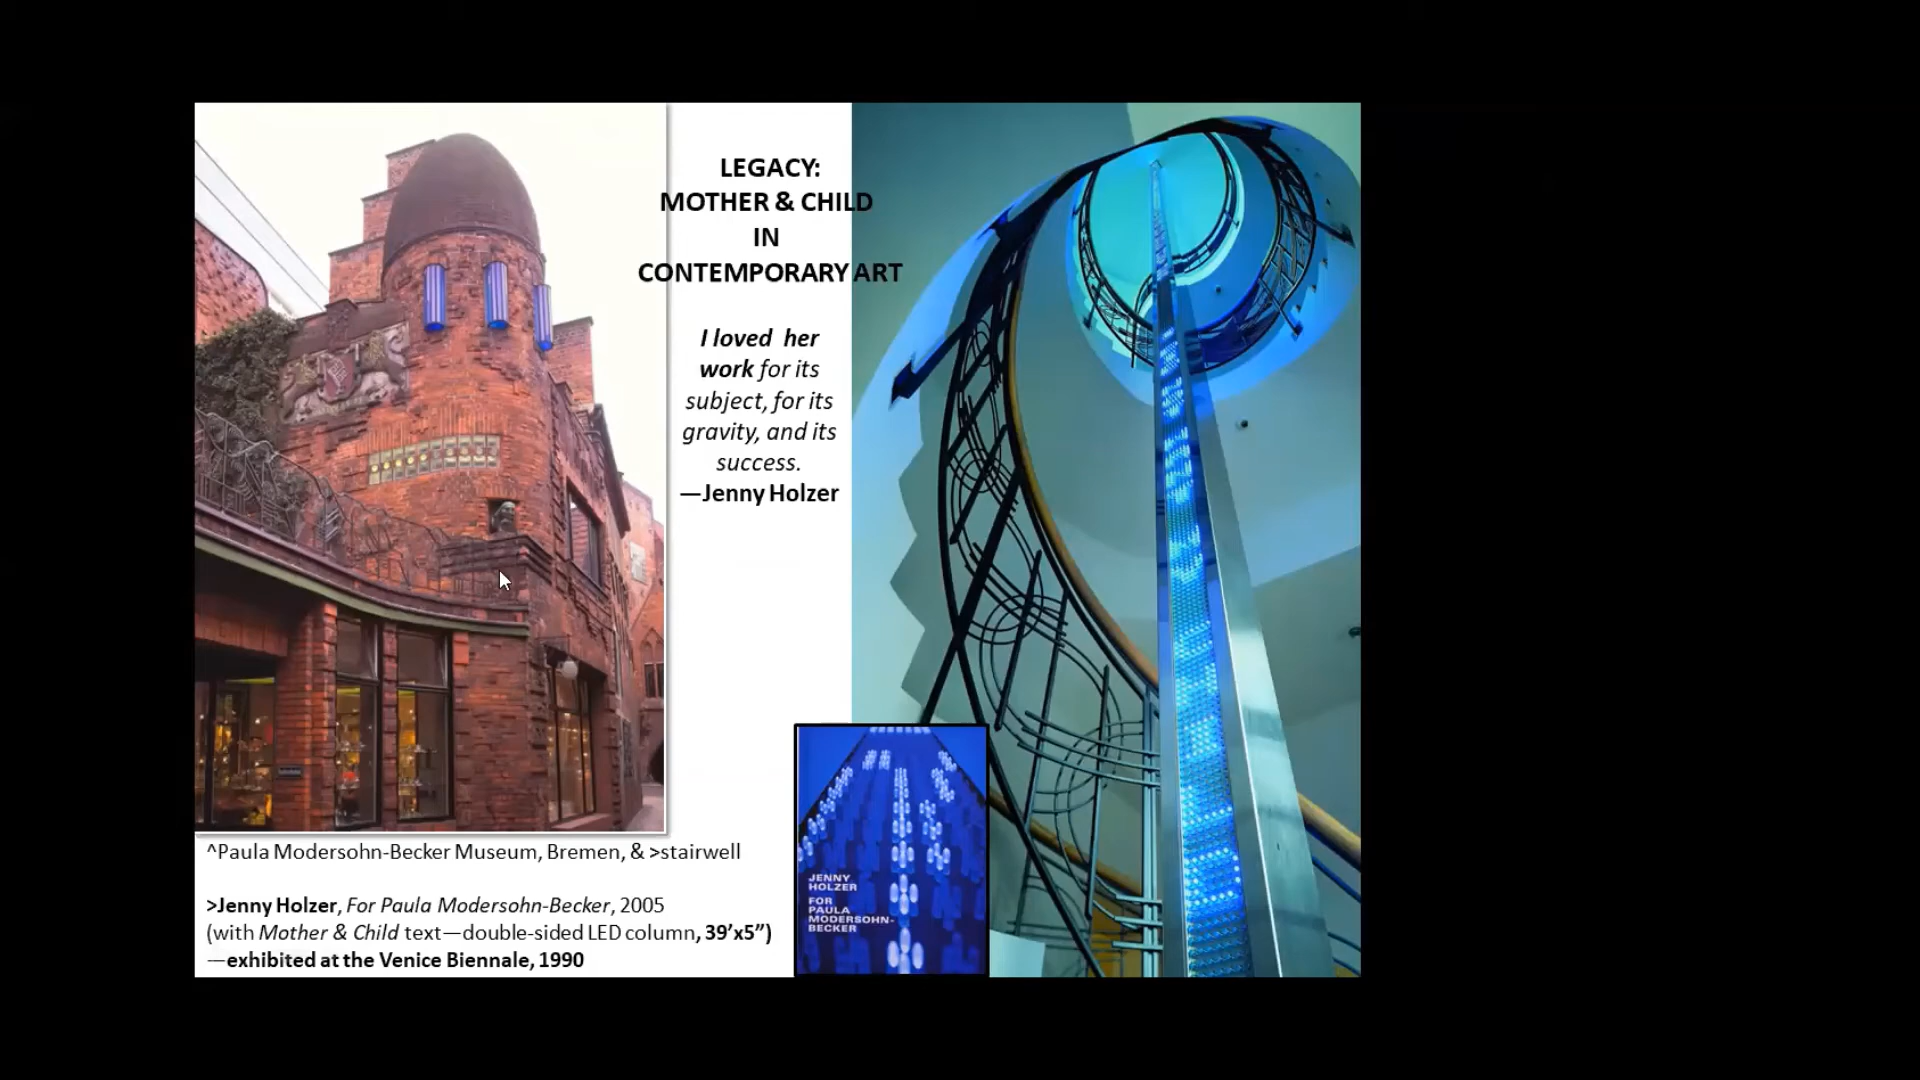 LEGACY:
MOTHER & CHILD
IN
CONTEMPORARY ART
I loved her
work for its
subject, for its
gravity, and its
success.
—Jenny Holzer
^Paula Modersohn-Becker Museum, Bremen, & >stairwell
>Jenny Holzer, For Paula Modersohn-Becker, 2005
(with Mother & Child text—double-sided LED column, 39’x5”)
—exhibited at the Venice Biennale, 1990
JENNY
HOLZER
FOR
PAULA
MODERSOHN-
BECKER